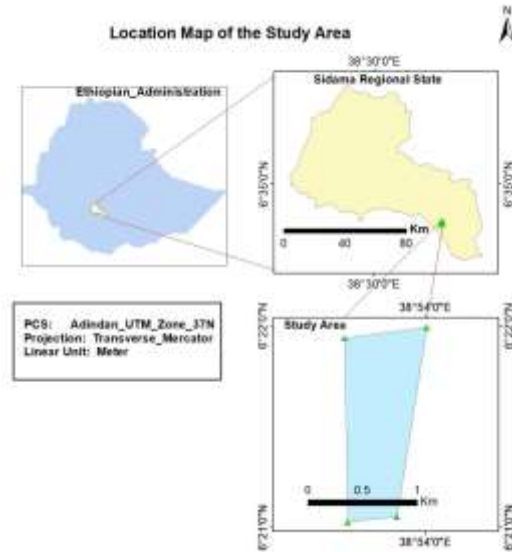 N
Location Map of the Study Area
38°30'0"E
Ethiopian_Administration
Sidama Regional State
6°35'0"N
6°35'0"N
Km
0 40 80
38°30'0"E
38°54'0"E
PCS: Adindan_UTM_Zone_37N
Projection: Transverse_Mercator
Linear Unit: Meter
Study Area
6°22'0"N
6°22'0"N
0 0.5 1
Km
6°21'0"N
6°21'0"N
38°54'0"E